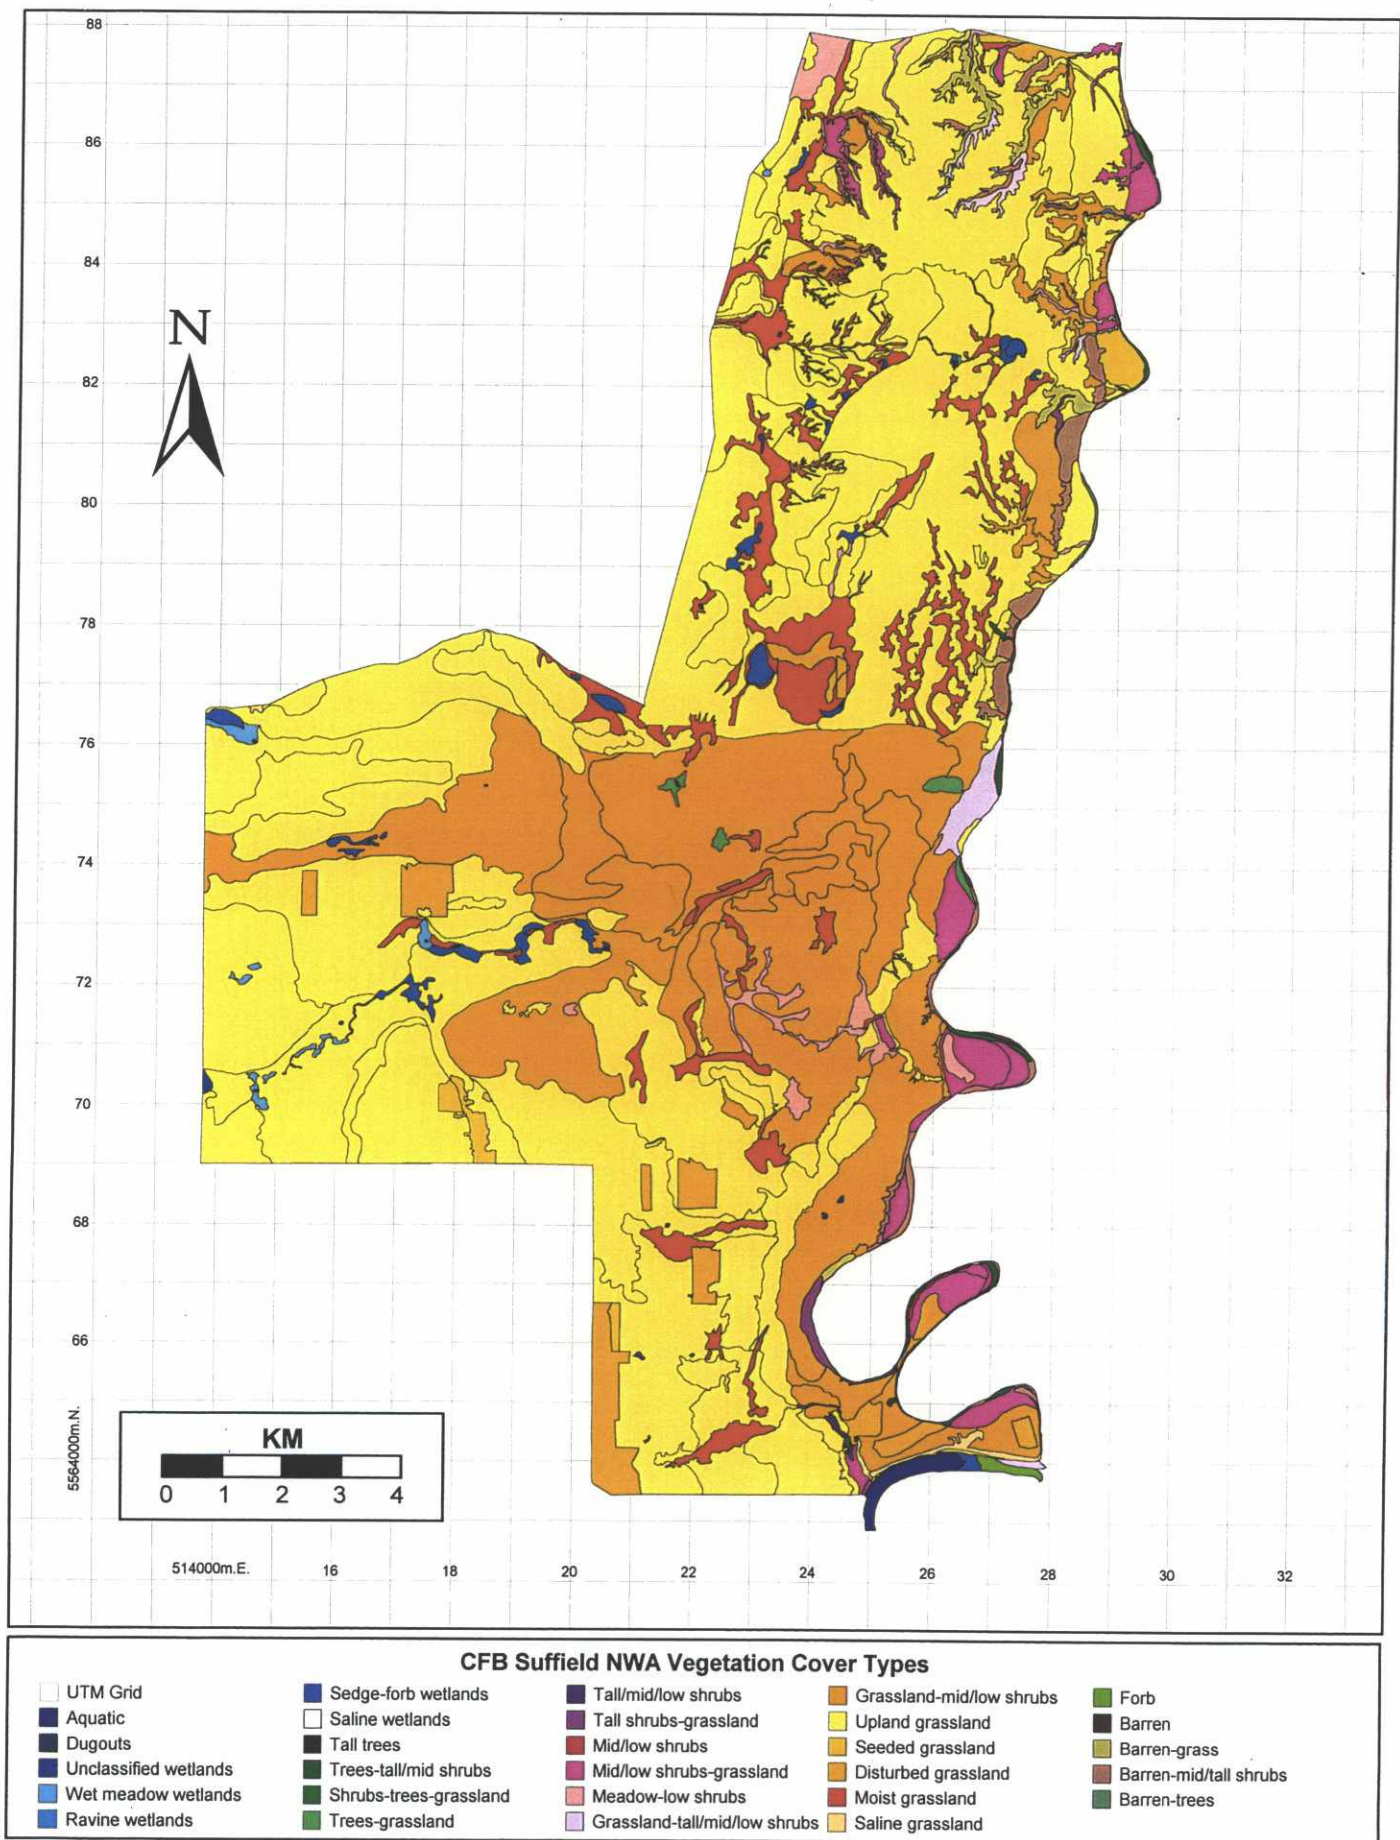 88
86
84
N
82
80
78
76
74
72
70
68
66
5564000m.N.
KM
0 1 2 3 4
514000m.E. 16 18 20 22 24 26 28 30 32
CFB Suffield NWA Vegetation Cover Types
UTM Grid
Aquatic
Dugouts
Unclassified wetlands
Wet meadow wetlands
Ravine wetlands
Sedge-forb wetlands
Saline wetlands
Tall trees
Trees-tall/mid shrubs
Shrubs-trees-grassland
Trees-grassland
Tall/mid/low shrubs
Tall shrubs-grassland
Mid/low shrubs
Mid/low shrubs-grassland
Meadow-low shrubs
Grassland-tall/mid/low shrubs
Grassland-mid/low shrubs
Upland grassland
Seeded grassland
Disturbed grassland
Moist grassland
Saline grassland
Forb
Barren
Barren-grass
Barren-mid/tall shrubs
Barren-trees